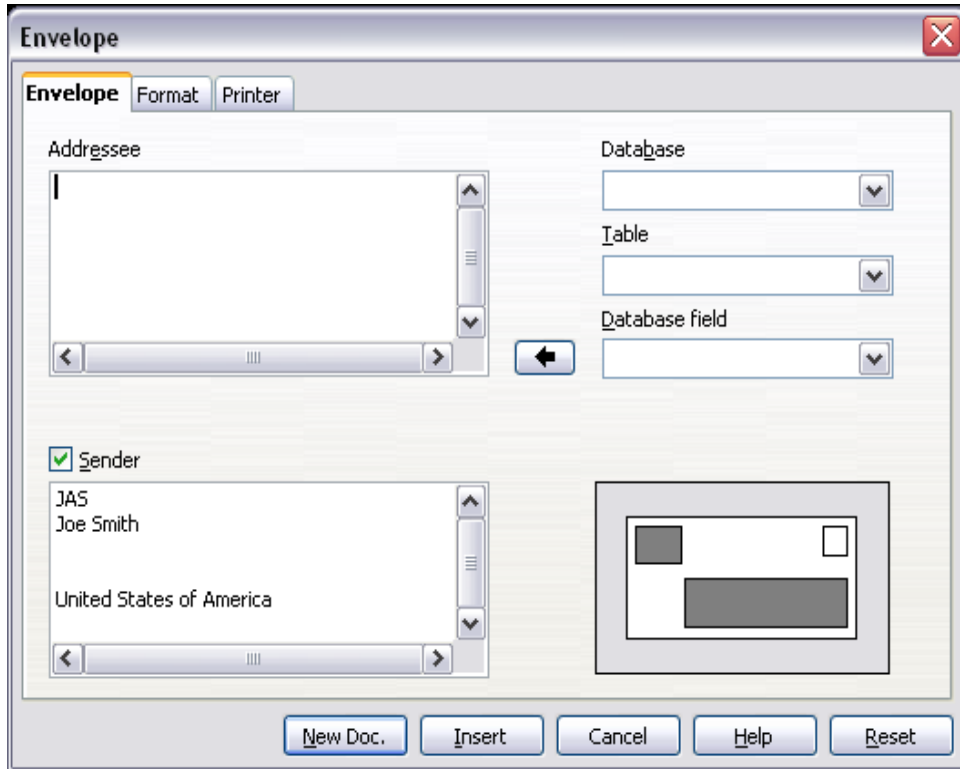 Envelope
Envelope Format Printer
Addressee
Database
Table
Database field
Sender
JAS
Joe Smith
United States of America
New Doc. Insert Cancel Help Reset